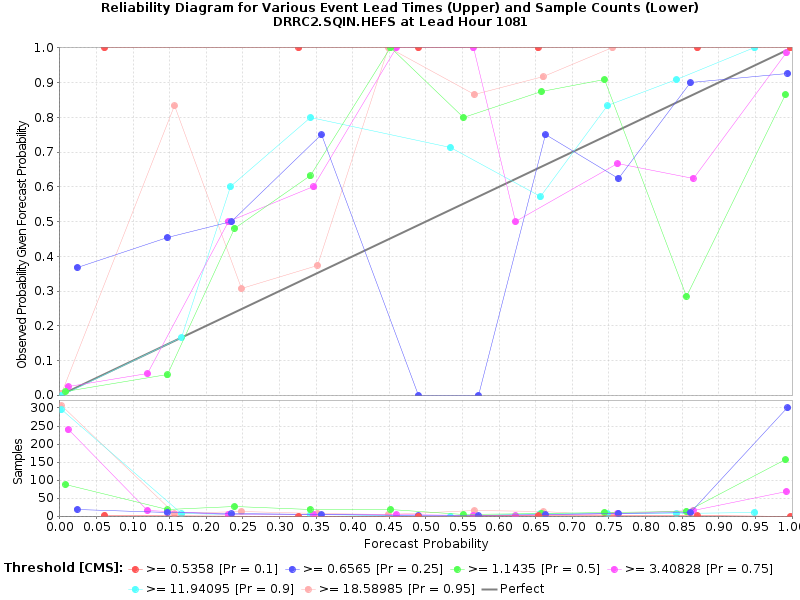 Reliability Diagram for Various Event Lead Times (Upper) and Sample Counts (Lower)
DRRC2.SQIN.HEFS at Lead Hour 1081
Observed Probability Given Forecast Probability
1.0
0.9
0.8
0.7
0.6
0.5
0.4
0.3
0.2
0.1
0.0
Samples
300
250
200
150
100
50
0
0.00 0.05 0.10 0.15 0.20 0.25 0.30 0.35 0.40 0.45 0.50 0.55 0.60 0.65 0.70 0.75 0.80 0.85 0.90 0.95 1.0
Forecast Probability
Threshold [CMS]: >= 0.5358 [Pr = 0.1] >= 0.6565 [Pr = 0.25] >= 1.1435 [Pr = 0.5] >= 3.40828 [Pr = 0.75]
>= 11.94095 [Pr = 0.9] >= 18.58985 [Pr = 0.95] Perfect